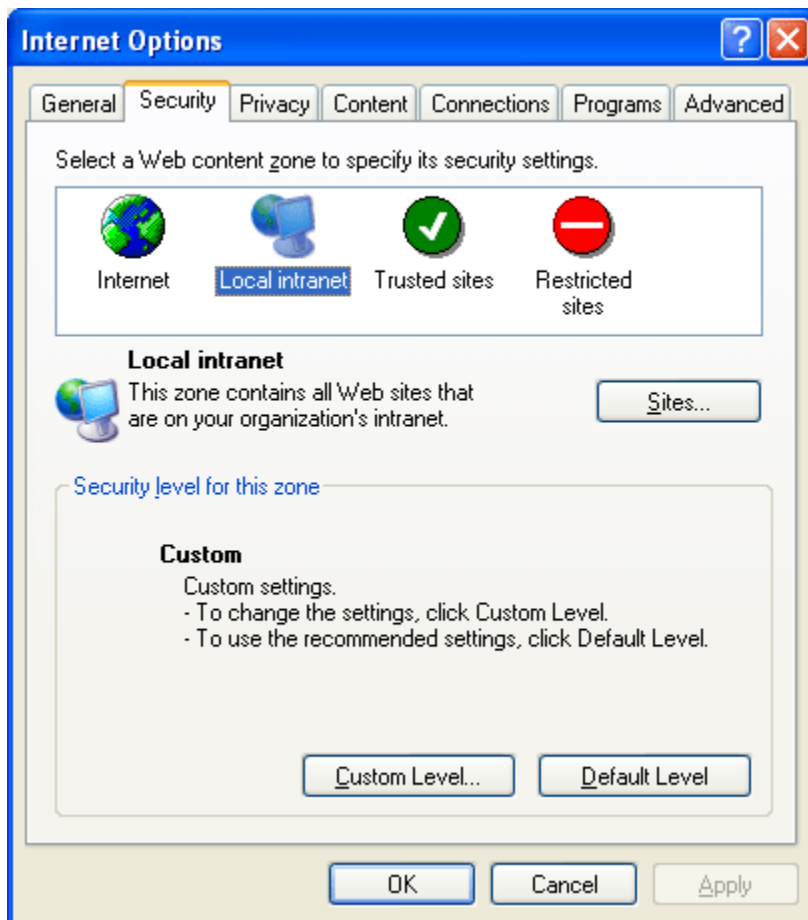 Internet Options
General Security Privacy Content Connections Programs Advanced
Select a Web content zone to specify its security settings.
Internet Local intranet Trusted sites Restricted
sites
Local intranet
This zone contains all Web sites that
are on your organization's intranet.
Sites...
Security level for this zone
Custom
Custom settings.
- To change the settings, click Custom Level.
- To use the recommended settings, click Default Level.
Custom Level... Default Level
OK Cancel Apply